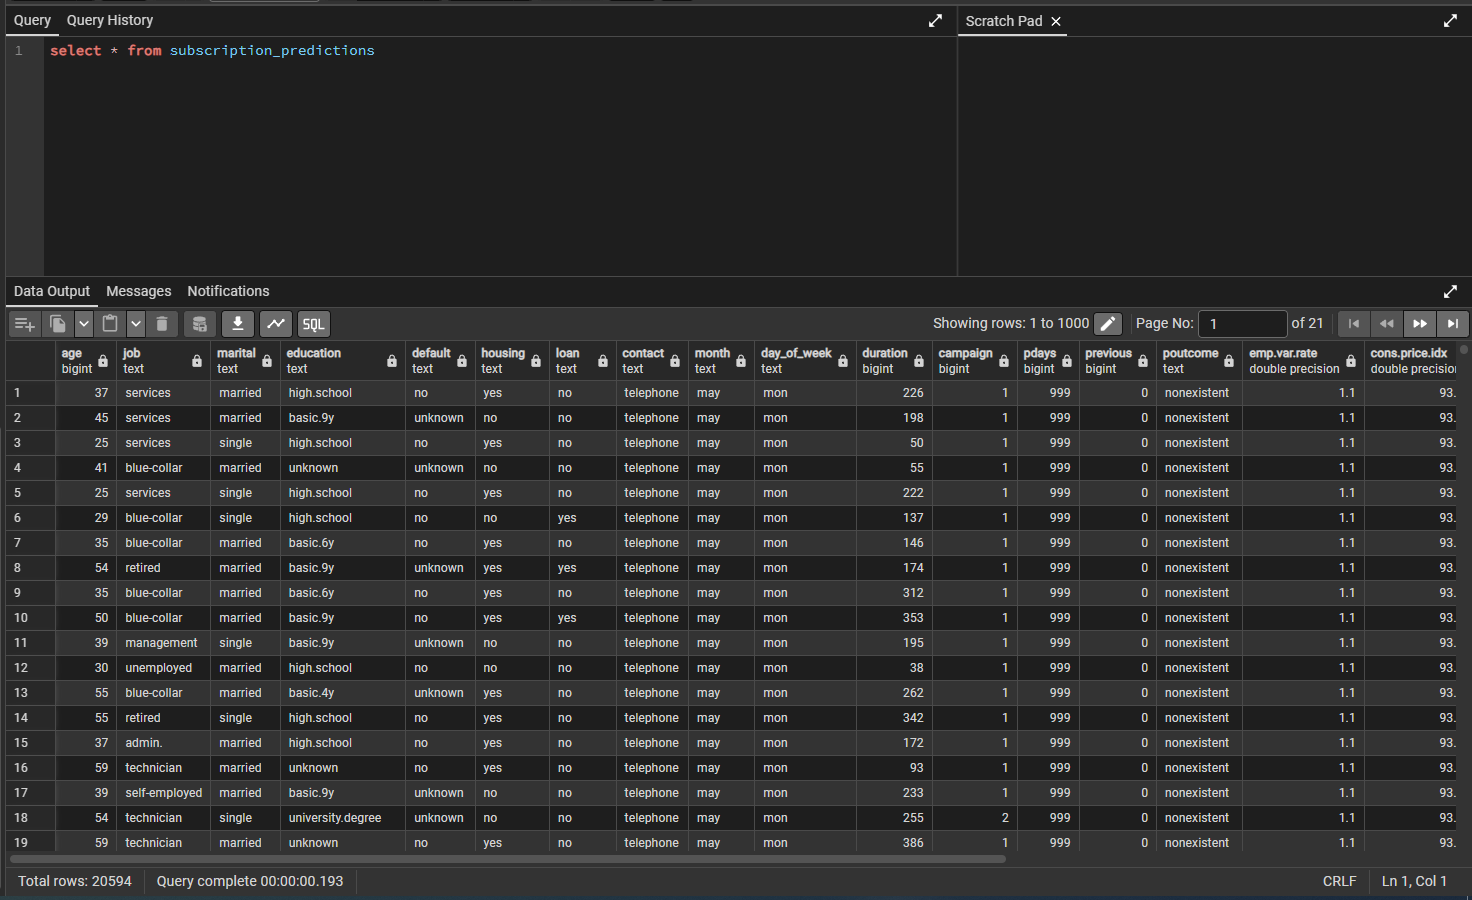 Query Query History Scratch Pad
1 select * from subscription_predictions
Data Output Messages Notifications
SQL Showing rows: 1 to 1000 Page No: 1 of 21
age job marital education default housing loan contact month day_of_week duration campaign pdays previous poutcome emp.var.rate cons.price.idx
bigint text text text text text text text text text bigint bigint bigint bigint text double precision double precision
1 37 services married high.school no yes no telephone may mon 226 1 999 0 nonexistent 1.1 93.
2 45 services married basic.9y unknown no no telephone may mon 198 1 999 0 nonexistent 1.1 93.
3 25 services single high.school no yes no telephone may mon 50 1 999 0 nonexistent 1.1 93.
4 41 blue-collar married unknown unknown no no telephone may mon 55 1 999 0 nonexistent 1.1 93.
5 25 services single high.school no yes no telephone may mon 222 1 999 0 nonexistent 1.1 93.
6 29 blue-collar single high.school no no yes telephone may mon 137 1 999 0 nonexistent 1.1 93.
7 35 blue-collar married basic.6y no yes no telephone may mon 146 1 999 0 nonexistent 1.1 93.
8 54 retired married basic.9y unknown yes yes telephone may mon 174 1 999 0 nonexistent 1.1 93.
9 35 blue-collar married basic.6y no yes no telephone may mon 312 1 999 0 nonexistent 1.1 93.
10 50 blue-collar married basic.9y no yes yes telephone may mon 353 1 999 0 nonexistent 1.1 93.
11 39 management single basic.9y unknown no no telephone may mon 195 1 999 0 nonexistent 1.1 93.
12 30 unemployed married high.school no no no telephone may mon 38 1 999 0 nonexistent 1.1 93.
13 55 blue-collar married basic.4y unknown yes no telephone may mon 262 1 999 0 nonexistent 1.1 93.
14 55 retired single high.school no yes no telephone may mon 342 1 999 0 nonexistent 1.1 93.
15 37 admin. married high.school no yes no telephone may mon 172 1 999 0 nonexistent 1.1 93.
16 59 technician married unknown no yes no telephone may mon 93 1 999 0 nonexistent 1.1 93.
17 39 self-employed married basic.9y unknown no no telephone may mon 233 1 999 0 nonexistent 1.1 93.
18 54 technician single university.degree unknown no no telephone may mon 255 2 999 0 nonexistent 1.1 93.
19 59 technician married unknown no yes no telephone may mon 386 1 999 0 nonexistent 1.1 93.
Total rows: 20594 Query complete 00:00:00.193 CRLF Ln 1, Col 1